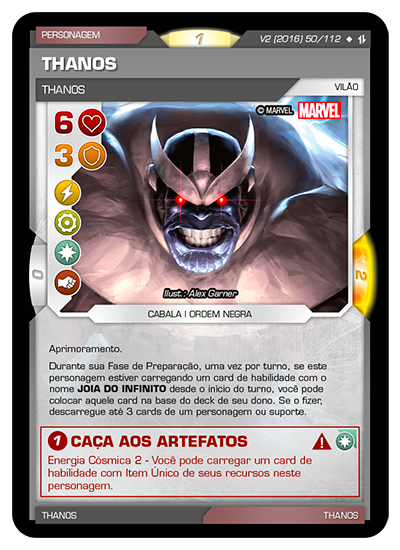 PERSONAGEM
1
V2 (2016) 50/112
THANOS
THANOS
VILÃO
© MARVEL MARVEL
6
3
0
2
Ilust.: Alex Garner
CABALA | ORDEM NEGRA
Aprimoramento.
Durante sua Fase de Preparação, uma vez por turno, se este
personagem estiver carregando um card de habilidade com o
nome JOIA DO INFINITO desde o início do turno, você pode
colocar aquele card na base do deck de seu dono. Se o fizer,
descarregue até 3 cards de um personagem ou suporte.
1 CAÇA AOS ARTEFATOS
Energia Cósmica 2 - Você pode carregar um card de
habilidade com Item Único de seus recursos neste
personagem.
THANOS
THANOS